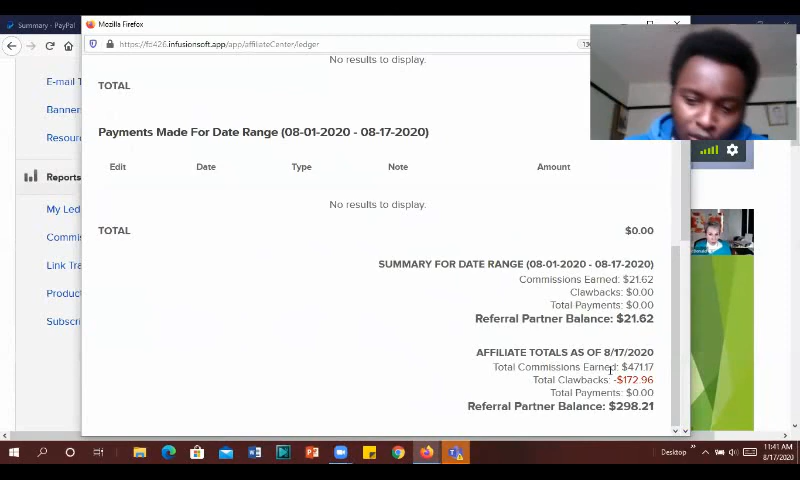 Summary - PayPal
Mozilla Firefox
https://fd426.infusionsoft.app/app/affiliateCenter/ledger
No results to display.
E-mail T
TOTAL
Banner
Payments Made For Date Range (08-01-2020 - 08-17-2020)
Resour
Edit Date Type Note Amount
Reports
No results to display.
My Led
TOTAL $0.00
Commis
Link Tra
SUMMARY FOR DATE RANGE (08-01-2020 - 08-17-2020)
Commissions Earned: $21.62
Product
Clawbacks: $0.00
Total Payments: $0.00
Subscri
Referral Partner Balance: $21.62
AFFILIATE TOTALS AS OF 8/17/2020
Total Commissions Earned: $471.17
Total Clawbacks: -$172.96
Total Payments: $0.00
Referral Partner Balance: $298.21
Desktop
11:41 AM
8/17/2020